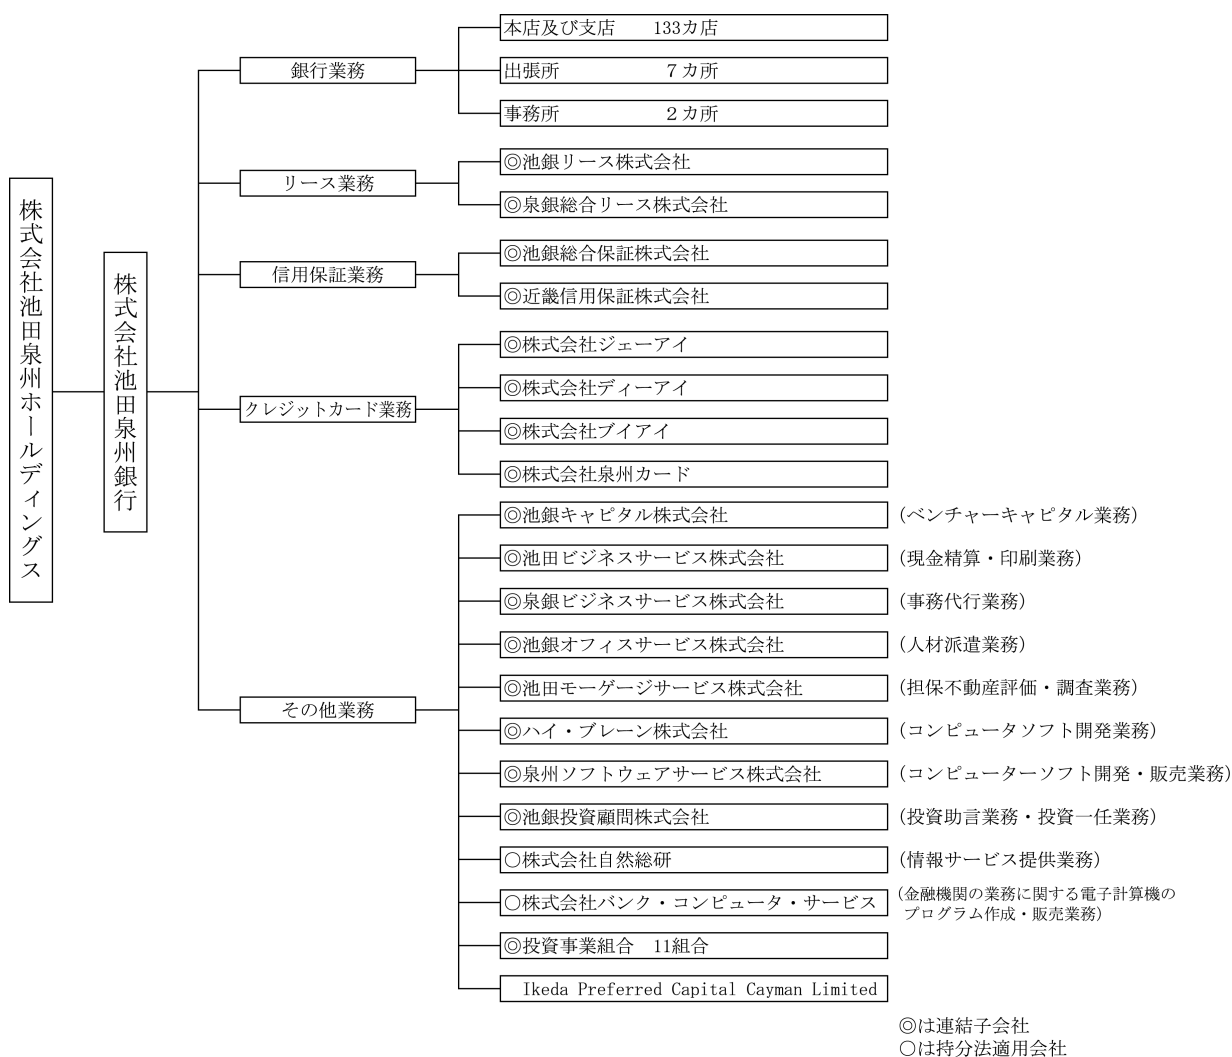 株式会社池田泉州ホールディングス
株式会社池田泉州銀行
銀行業務
本店及び支店　133カ店
出張所　７カ所
事務所　２カ所
リース業務
◎池銀リース株式会社
◎泉銀総合リース株式会社
信用保証業務
◎池銀総合保証株式会社
◎近畿信用保証株式会社
クレジットカード業務
◎株式会社ジェーアイ
◎株式会社ディーアイ
◎株式会社ブイアイ
◎株式会社泉州カード
その他業務
◎池銀キャピタル株式会社 (ベンチャーキャピタル業務)
◎池田ビジネスサービス株式会社 (現金精算・印刷業務)
◎泉銀ビジネスサービス株式会社 (事務代行業務)
◎池銀オフィスサービス株式会社 (人材派遣業務)
◎池田モーゲージサービス株式会社 (担保不動産評価・調査業務)
◎ハイ・ブレーン株式会社 (コンピュータソフト開発業務)
◎泉州ソフトウェアサービス株式会社 (コンピューターソフト開発・販売業務)
◎池銀投資顧問株式会社 (投資助言業務・投資一任業務)
○株式会社自然総研 (情報サービス提供業務)
○株式会社バンク・コンピュータ・サービス (金融機関の業務に関する電子計算機の
プログラム作成・販売業務)
◎投資事業組合　11組合
Ikeda Preferred Capital Cayman Limited
◎は連結子会社
○は持分法適用会社